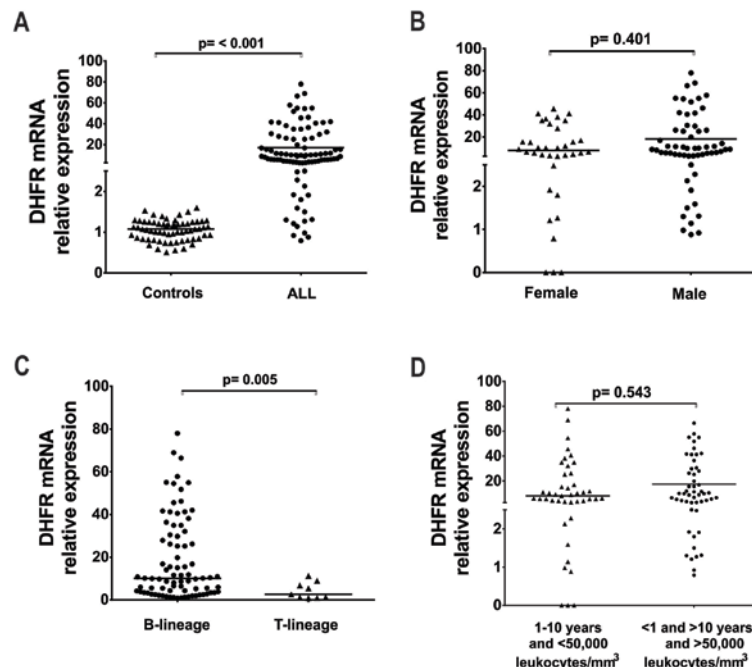 A
p= < 0.001
DHFR mRNA
relative expression
100
80
60
40
20
2
1
0
Controls
ALL
B
p= 0.401
DHFR mRNA
relative expression
100
80
60
40
20
2
1
0
Female
Male
C
p= 0.005
DHFR mRNA
relative expression
100
80
60
40
20
0
B-lineage
T-lineage
D
p= 0.543
DHFR mRNA
relative expression
100
80
60
40
20
2
1
0
1-10 years
and <50,000
leukocytes/mm³
<1 and >10 years
and >50,000
leukocytes/mm³